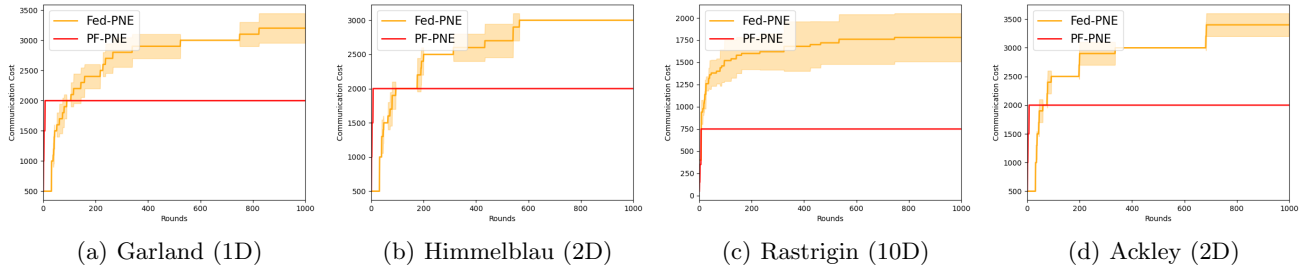 Fed-PNE
PF-PNE
Communication Cost
3000
2500
2000
1500
1000
500
0
200
400
600
800
1000
Rounds
(a) Garland (1D)
Fed-PNE
PF-PNE
Communication Cost
3000
2500
2000
1500
1000
500
0
200
400
600
800
1000
Rounds
(b) Himmelblau (2D)
Fed-PNE
PF-PNE
Communication Cost
2000
1750
1500
1250
1000
750
500
250
0
0
200
400
600
800
1000
Rounds
(c) Rastrigin (10D)
Fed-PNE
PF-PNE
Communication Cost
3500
3000
2500
2000
1500
1000
500
0
200
400
600
800
1000
Rounds
(d) Ackley (2D)